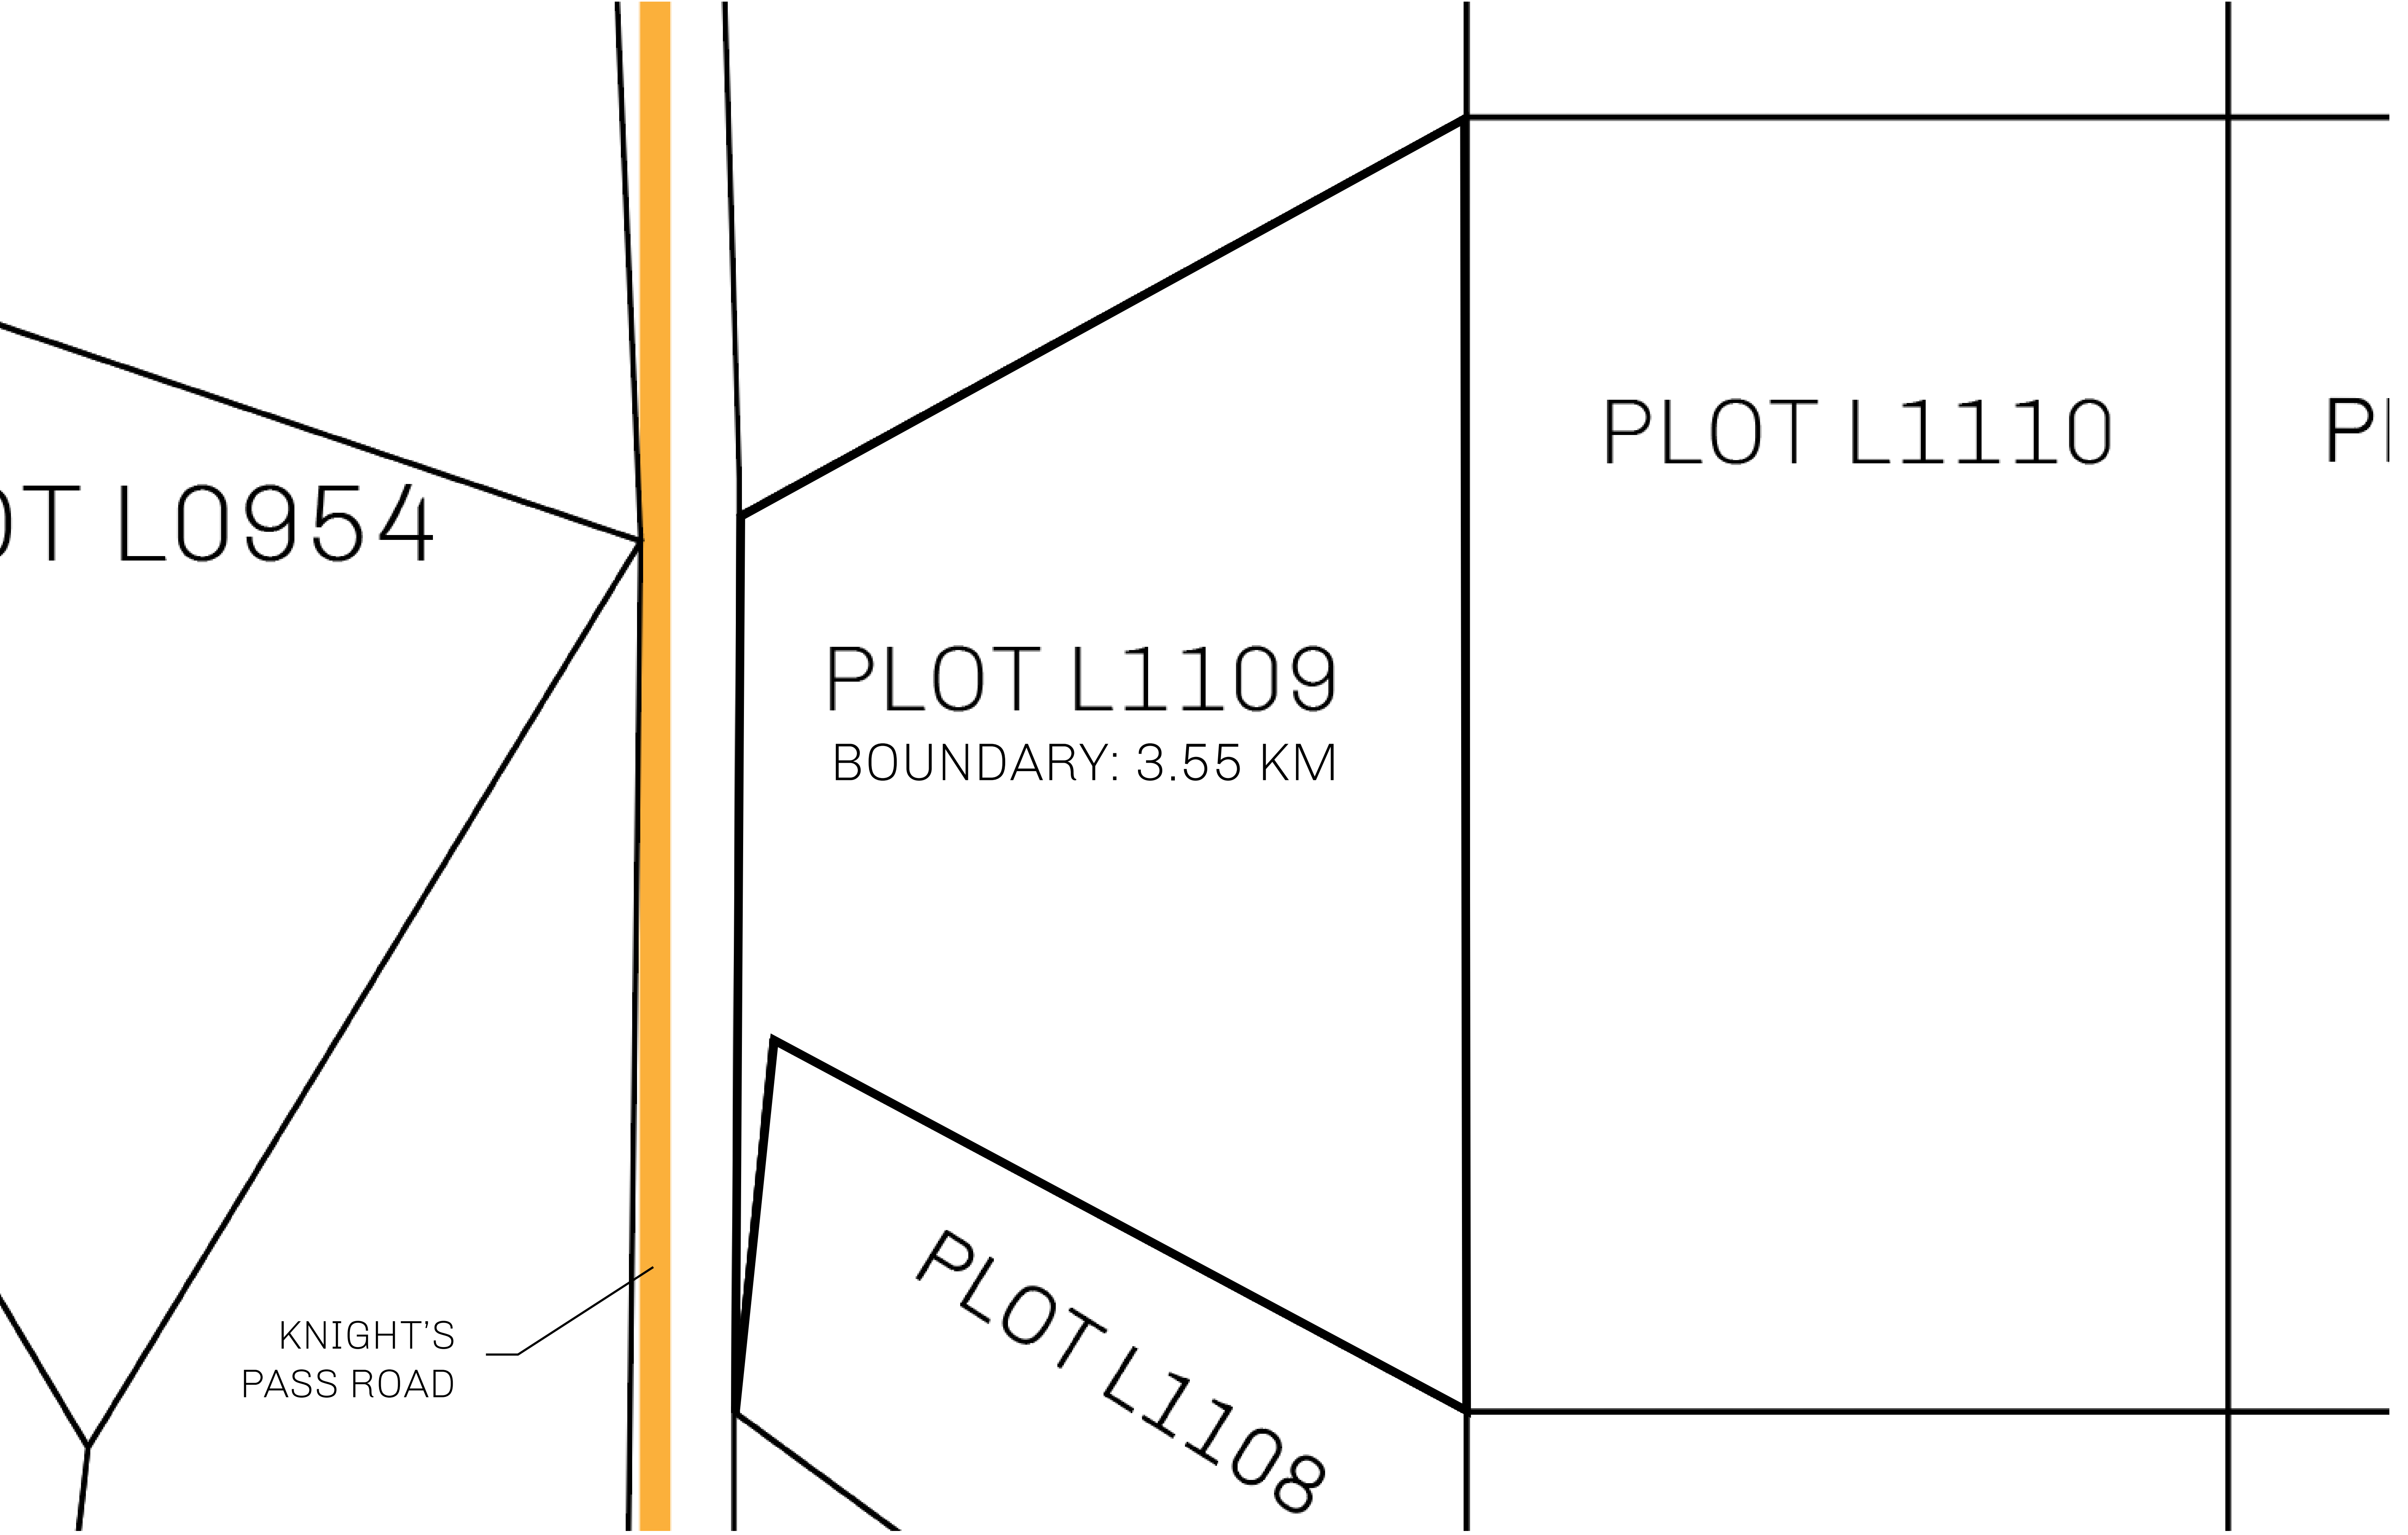 OT L0954
PLOT L1110
PLOT L1109
BOUNDARY: 3.55 KM
PLOT L1108
KNIGHT'S
PASS ROAD